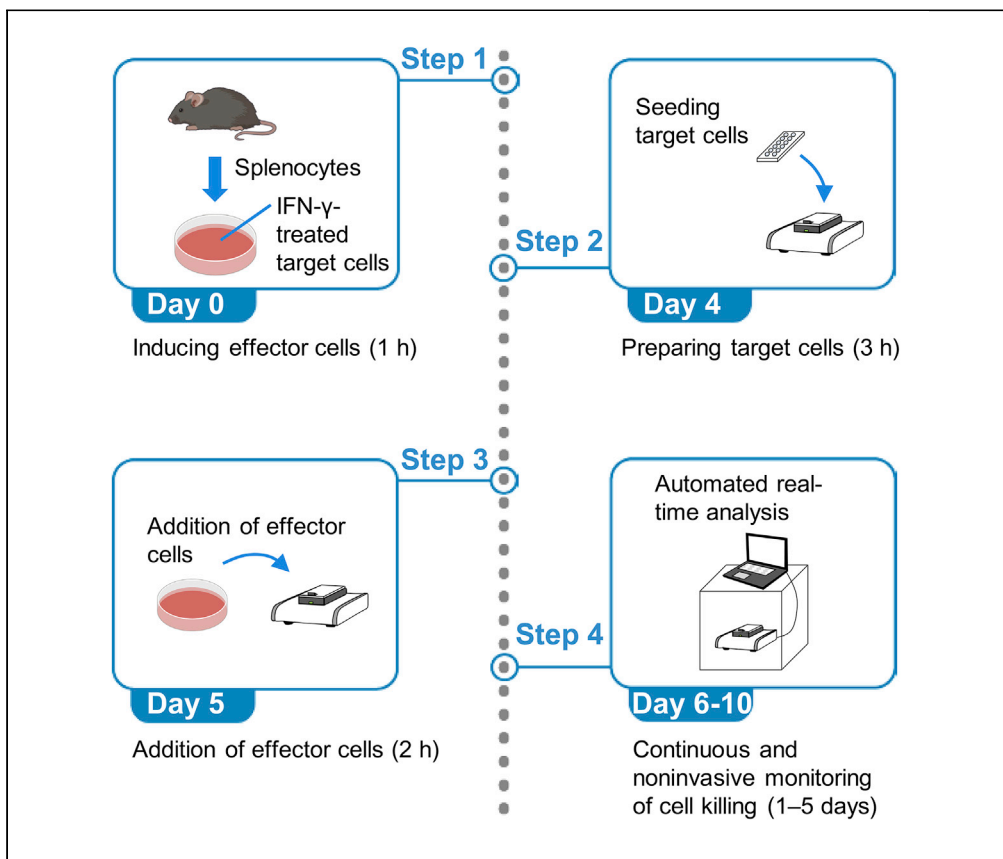 Step 1
Splenocytes
IFN-γ-
treated
target cells
Day 0
Inducing effector cells (1 h)
Step 2
Seeding
target cells
Day 4
Preparing target cells (3 h)
Step 3
Addition of effector
cells
Day 5
Addition of effector cells (2 h)
Step 4
Automated real-
time analysis
Day 6-10
Continuous and
noninvasive monitoring
of cell killing (1–5 days)